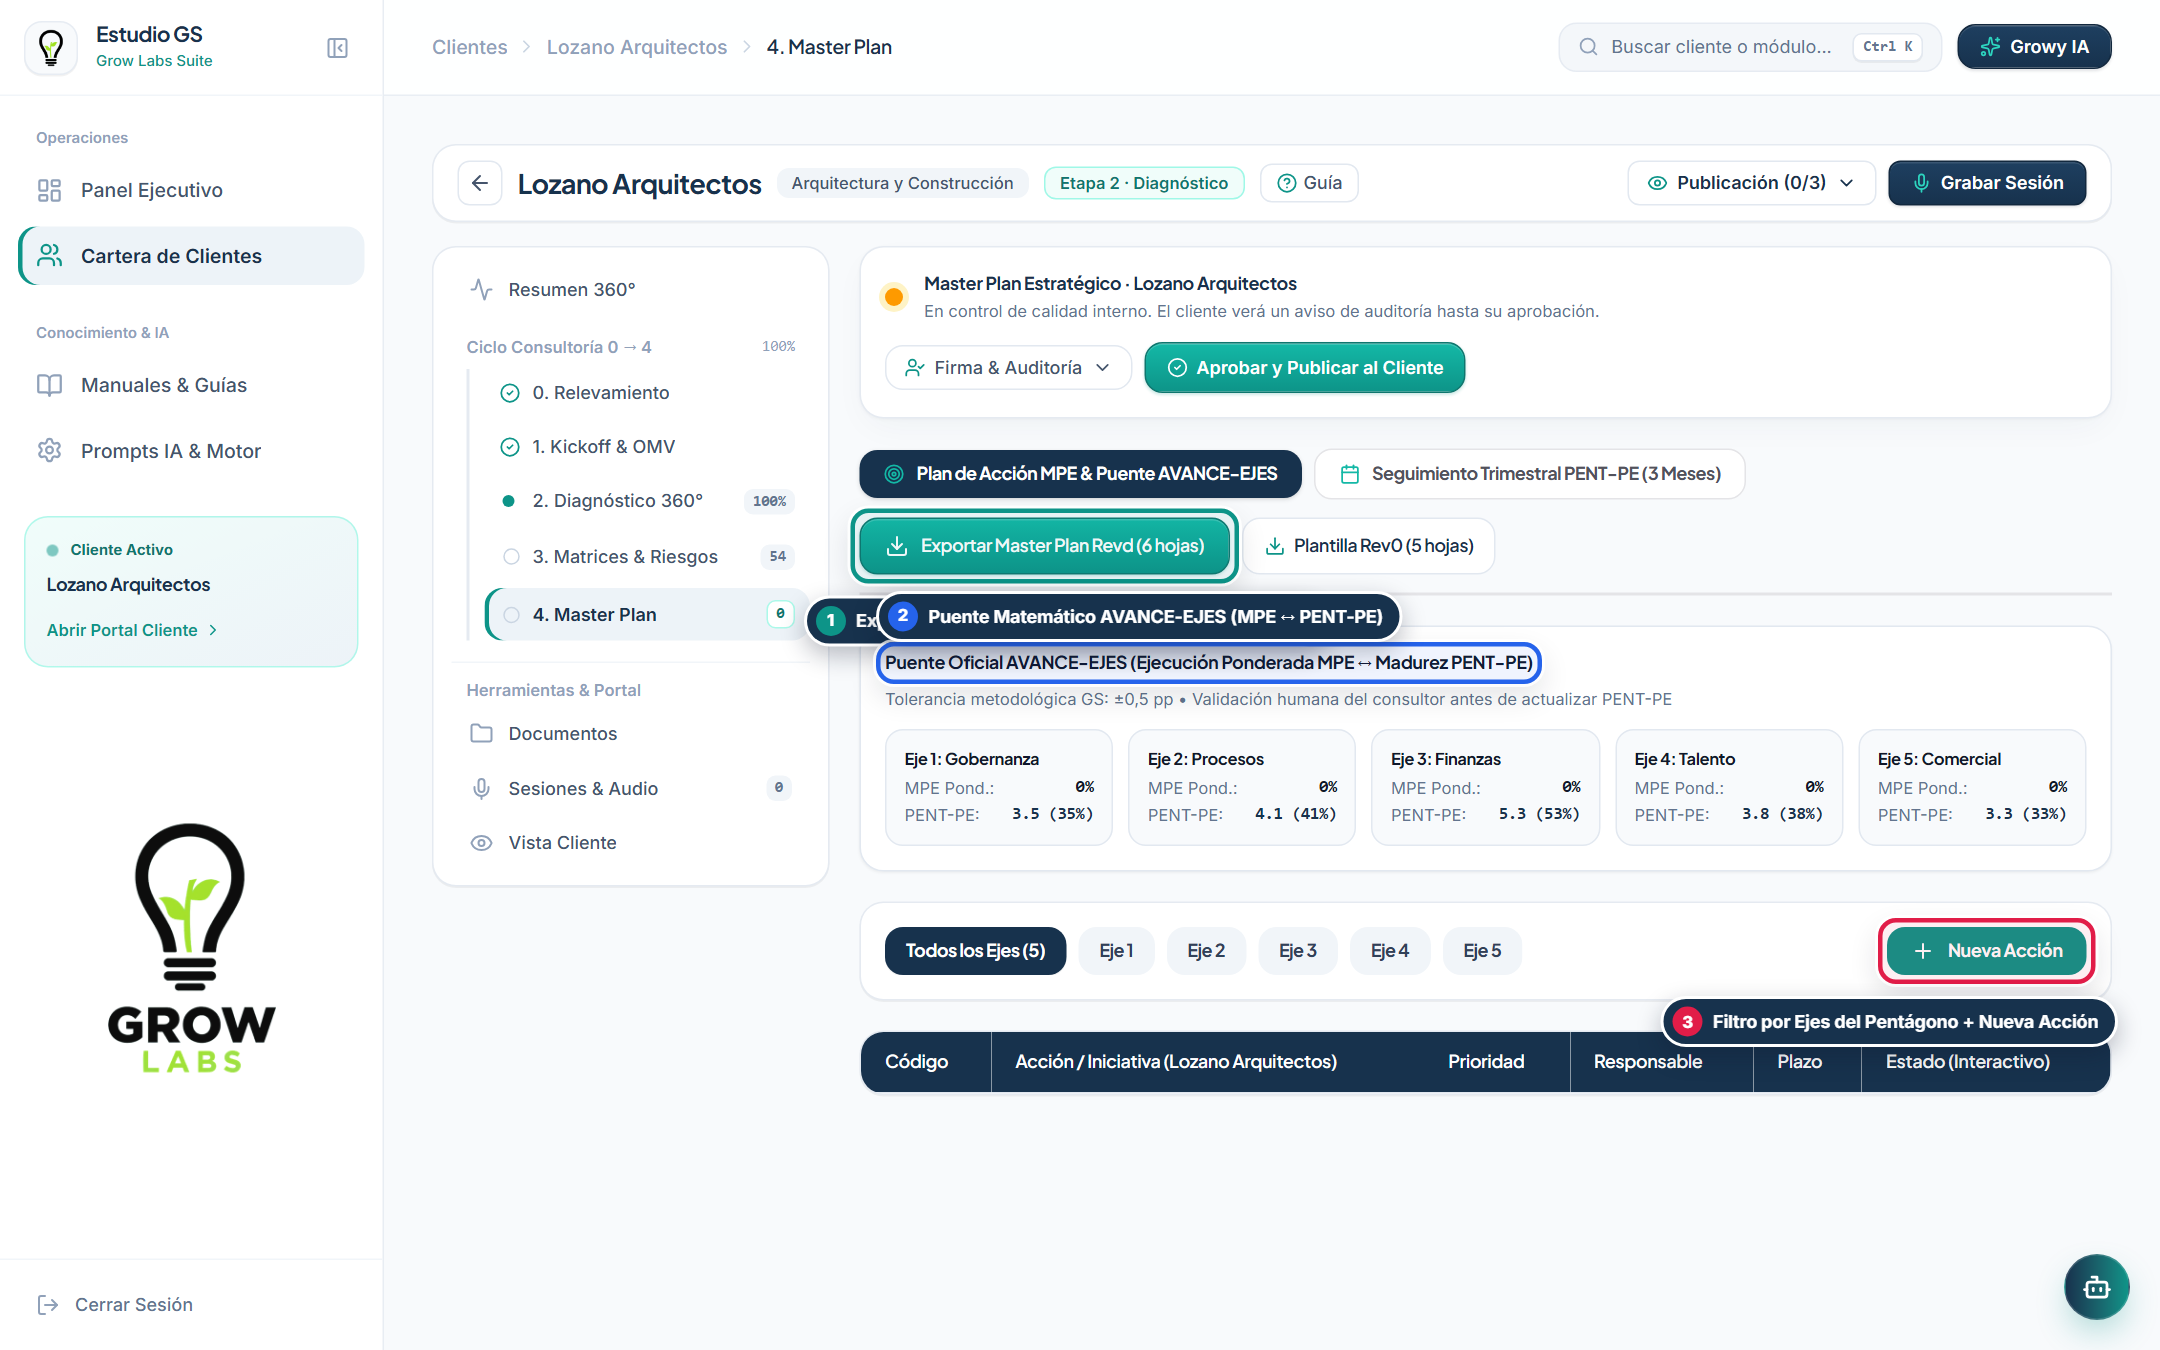 Estudio GS
Grow Labs Suite
Operaciones
Panel Ejecutivo
Cartera de Clientes
Conocimiento & IA
Manuales & Guías
Prompts IA & Motor
Cliente Activo
Lozano Arquitectos
Abrir Portal Cliente
GROW
LABS
Cerrar Sesión
Clientes
Lozano Arquitectos
4. Master Plan
Buscar cliente o módulo...
Ctrl K
Growy IA
Lozano Arquitectos
Arquitectura y Construcción
Etapa 2 · Diagnóstico
Guía
Publicación (0/3)
Grabar Sesión
Resumen 360°
Ciclo Consultoría 0 → 4
100%
0. Relevamiento
1. Kickoff & OMV
2. Diagnóstico 360°
100%
3. Matrices & Riesgos
54
4. Master Plan
0
Herramientas & Portal
Documentos
Sesiones & Audio
0
Vista Cliente
Master Plan Estratégico · Lozano Arquitectos
En control de calidad interno. El cliente verá un aviso de auditoría hasta su aprobación.
Firma & Auditoría
Aprobar y Publicar al Cliente
Plan de Acción MPE & Puente AVANCE-EJES
Seguimiento Trimestral PENT-PE (3 Meses)
Exportar Master Plan Revd (6 hojas)
Plantilla Rev0 (5 hojas)
1
2
Puente Matemático AVANCE-EJES (MPE ↔ PENT-PE)
Puente Oficial AVANCE-EJES (Ejecución Ponderada MPE ↔ Madurez PENT-PE)
Tolerancia metodológica GS: ±0,5 pp • Validación humana del consultor antes de actualizar PENT-PE
Eje 1: Gobernanza
MPE Pond.: 0%
PENT-PE: 3.5 (35%)
Eje 2: Procesos
MPE Pond.: 0%
PENT-PE: 4.1 (41%)
Eje 3: Finanzas
MPE Pond.: 0%
PENT-PE: 5.3 (53%)
Eje 4: Talento
MPE Pond.: 0%
PENT-PE: 3.8 (38%)
Eje 5: Comercial
MPE Pond.: 0%
PENT-PE: 3.3 (33%)
Todos los Ejes (5)
Eje 1
Eje 2
Eje 3
Eje 4
Eje 5
Nueva Acción
3
Filtro por Ejes del Pentágono + Nueva Acción
Código
Acción / Iniciativa (Lozano Arquitectos)
Prioridad
Responsable
Plazo
Estado (Interactivo)